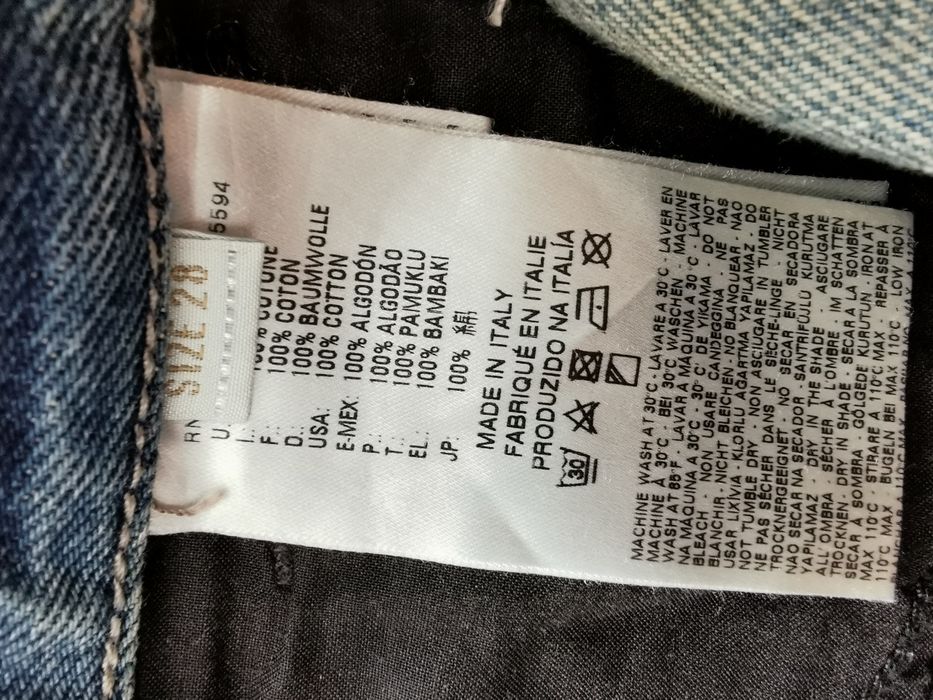 SIZE 28
RN
5594
U..
I...
100% COTONE
F...
100% COTON
D...
100% BAUMWOLLE
USA:
100% COTTON
E-MEX:
100% ALGODÓN
P...
100% ALGODÃO
T...
100% PAMUKLU
EL..
100% BAMBAKI
JP:
100% 綿
MADE IN ITALY
FABRIQUÉ EN ITALIE
PRODUZIDO NA ITALÍA
30
MACHINE WASH AT 30°C - LAVARE A 30°C - LAVER EN
MACHINE À 30°C - BEI 30°C WASCHEN - MACHINE
WASH AT 85°F - LAVAR A MÁQUINA A 30°C - LAVAR
NA MÁQUINA A 30°C - 30°C' DE YIKAMA - DO NOT
BLEACH - NON USARE CANDEGGINA - NE PAS
BLANCHIR - NICHT BLEICHEN - NO BLANQUEAR - NÃO
USAR LIXÍVIA - KLORLU AGARTMA YAPILAMAZ - DO
NOT TUMBLE DRY - NON ASCIUGARE IN TUMBLER
NE PAS SÉCHER DANS LE SÈCHE-LINGE - NICHT
TROCKNERGEEIGNET - NO SECAR EN SECADORA
NÃO SECAR NA SECADOR - SANTRIFÜJLÜ KURUTMA
YAPILAMAZ - DRY IN THE SHADE - ASCIUGARE
ALL'OMBRA - SÉCHER À L'OMBRE - IM SCHATTEN
TROCKNEN - DRY IN SHADE - SECAR A LA SOMBRA
SECAR À SOMBRA - GÖLGEDE KURUTUN - IRON AT
MAX 110°C - STIRARE A 110°C MAX - REPASSER À
110°C MAX - BÜGELN BEI MAX 110°C - LOW IRON